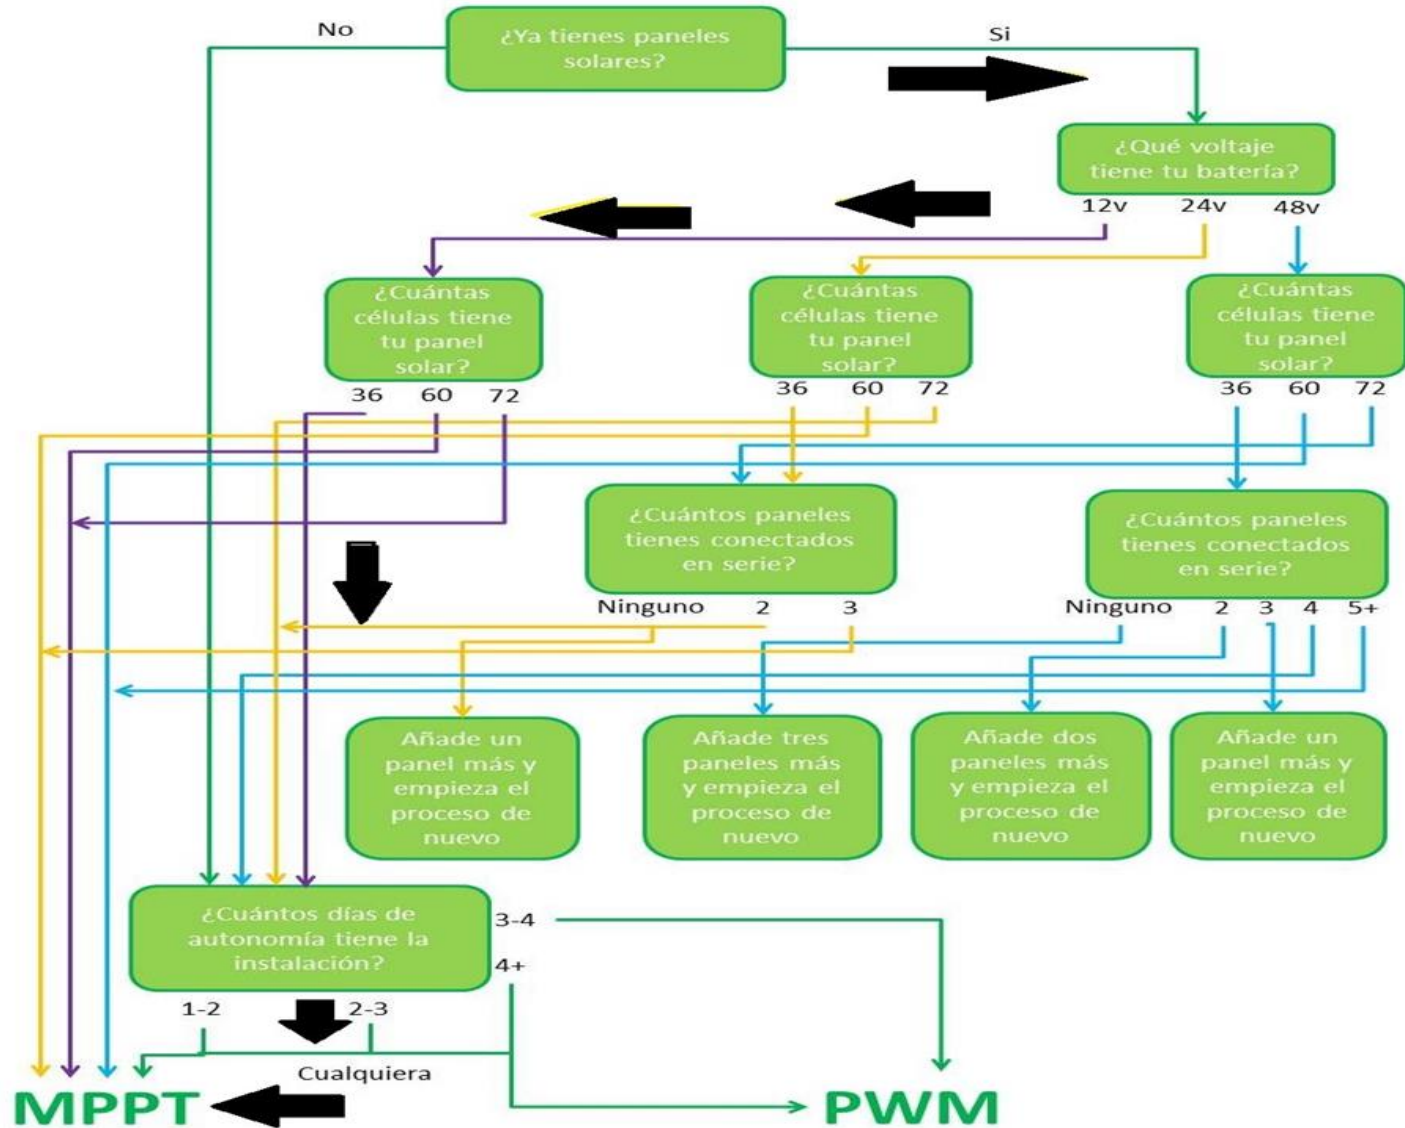 No
¿Ya tienes paneles
solares?
Si
¿Qué voltaje
tiene tu batería?
12v 24v 48v
¿Cuántas
células tiene
tu panel
solar?
36 60 72
¿Cuántas
células tiene
tu panel
solar?
36 60 72
¿Cuántas
células tiene
tu panel
solar?
36 60 72
¿Cuántos paneles
tienes conectados
en serie?
Ninguno 2 3
¿Cuántos paneles
tienes conectados
en serie?
Ninguno 2 3 4 5+
Añade un
panel más y
empieza el
proceso de
nuevo
Añade tres
paneles más
y empieza el
proceso de
nuevo
Añade dos
paneles más
y empieza el
proceso de
nuevo
Añade un
panel más y
empieza el
proceso de
nuevo
¿Cuántos días de
autonomía tiene la
instalación?
3-4
4+
1-2 2-3
Cualquiera
MPPT PWM